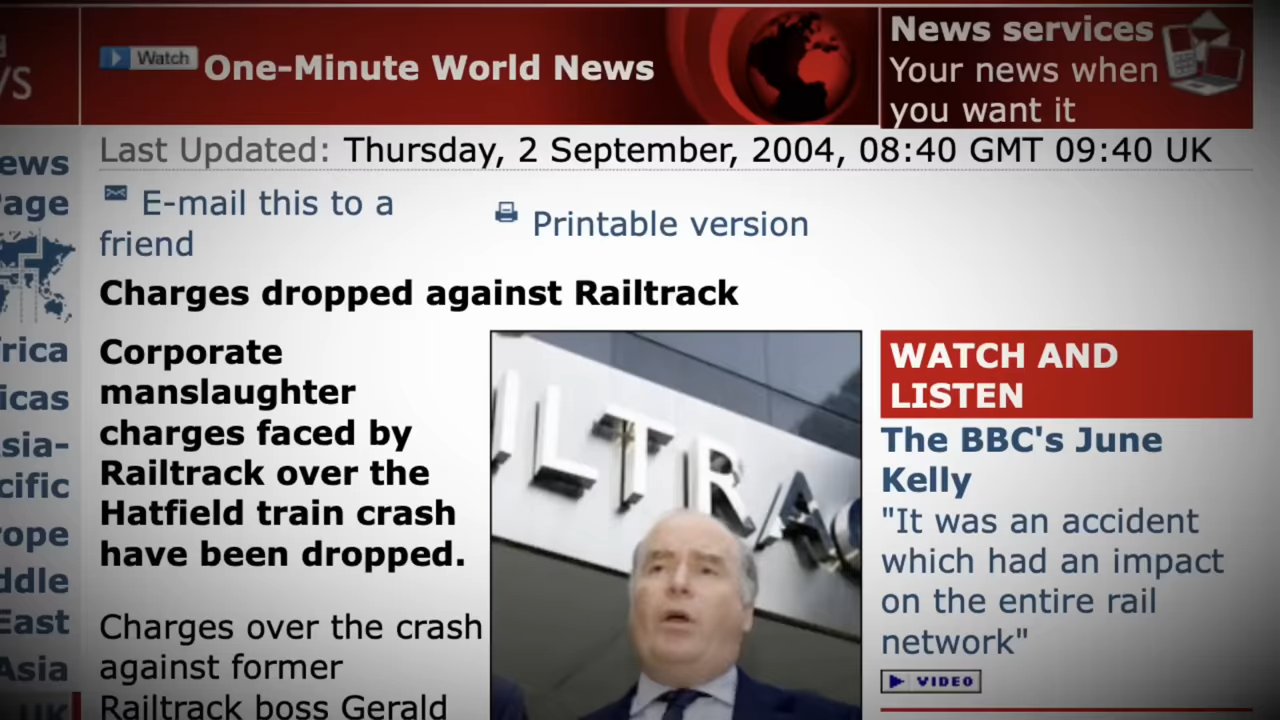 Watch
One-Minute World News
News services
Your news when
you want it
Last Updated: Thursday, 2 September, 2004, 08:40 GMT 09:40 UK
E-mail this to a
friend
Printable version
Charges dropped against Railtrack
Corporate
manslaughter
charges faced by
Railtrack over the
Hatfield train crash
have been dropped.
Charges over the crash
against former
Railtrack boss Gerald
ILTRAC
WATCH AND
LISTEN
The BBC's June
Kelly
"It was an accident
which had an impact
on the entire rail
network"
VIDEO
ews
age
rica
icas
sia-
cific
rope
ddle
East
Asia
UK